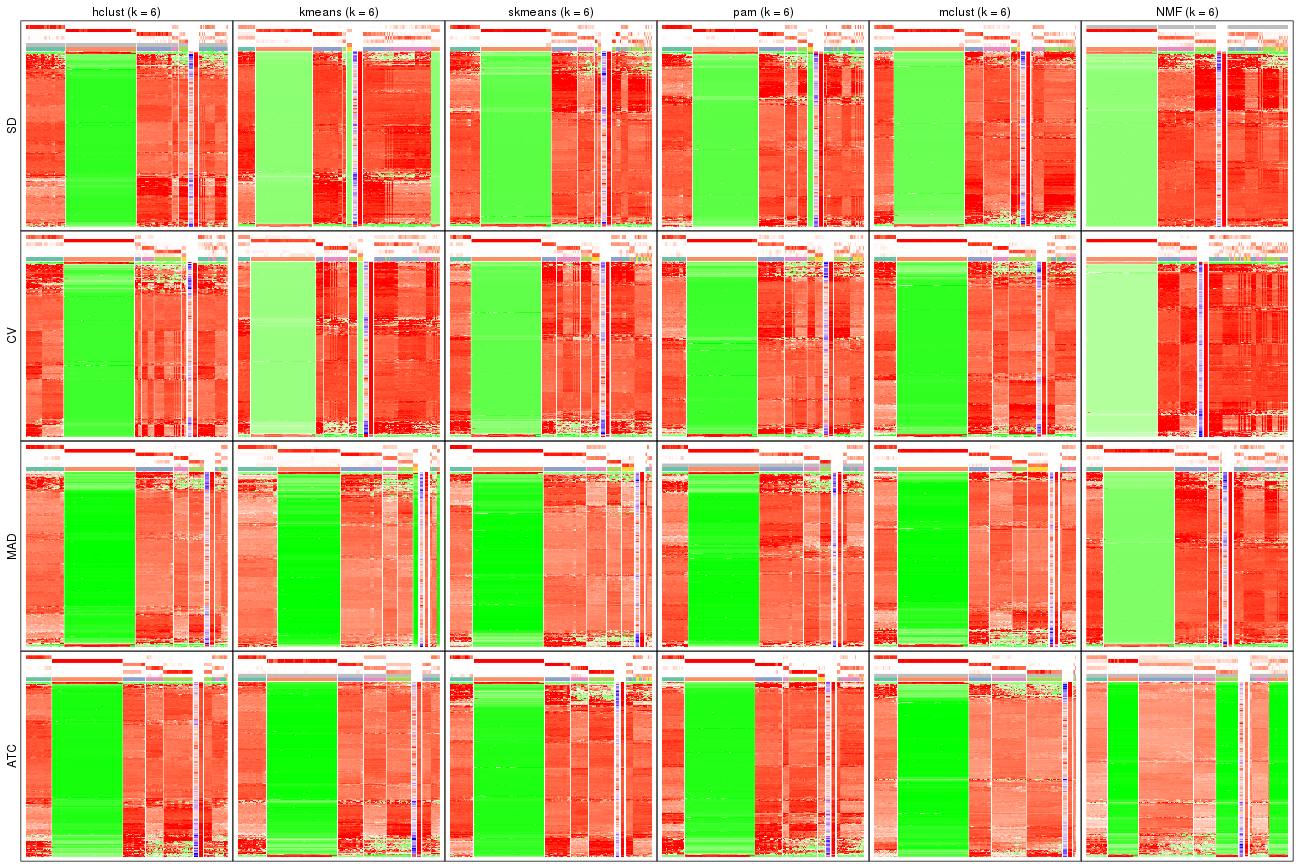 hclust (k = 6) kmeans (k = 6) skmeans (k = 6) pam (k = 6) mclust (k = 6) NMF (k = 6)
SD
CV
MAD
ATC